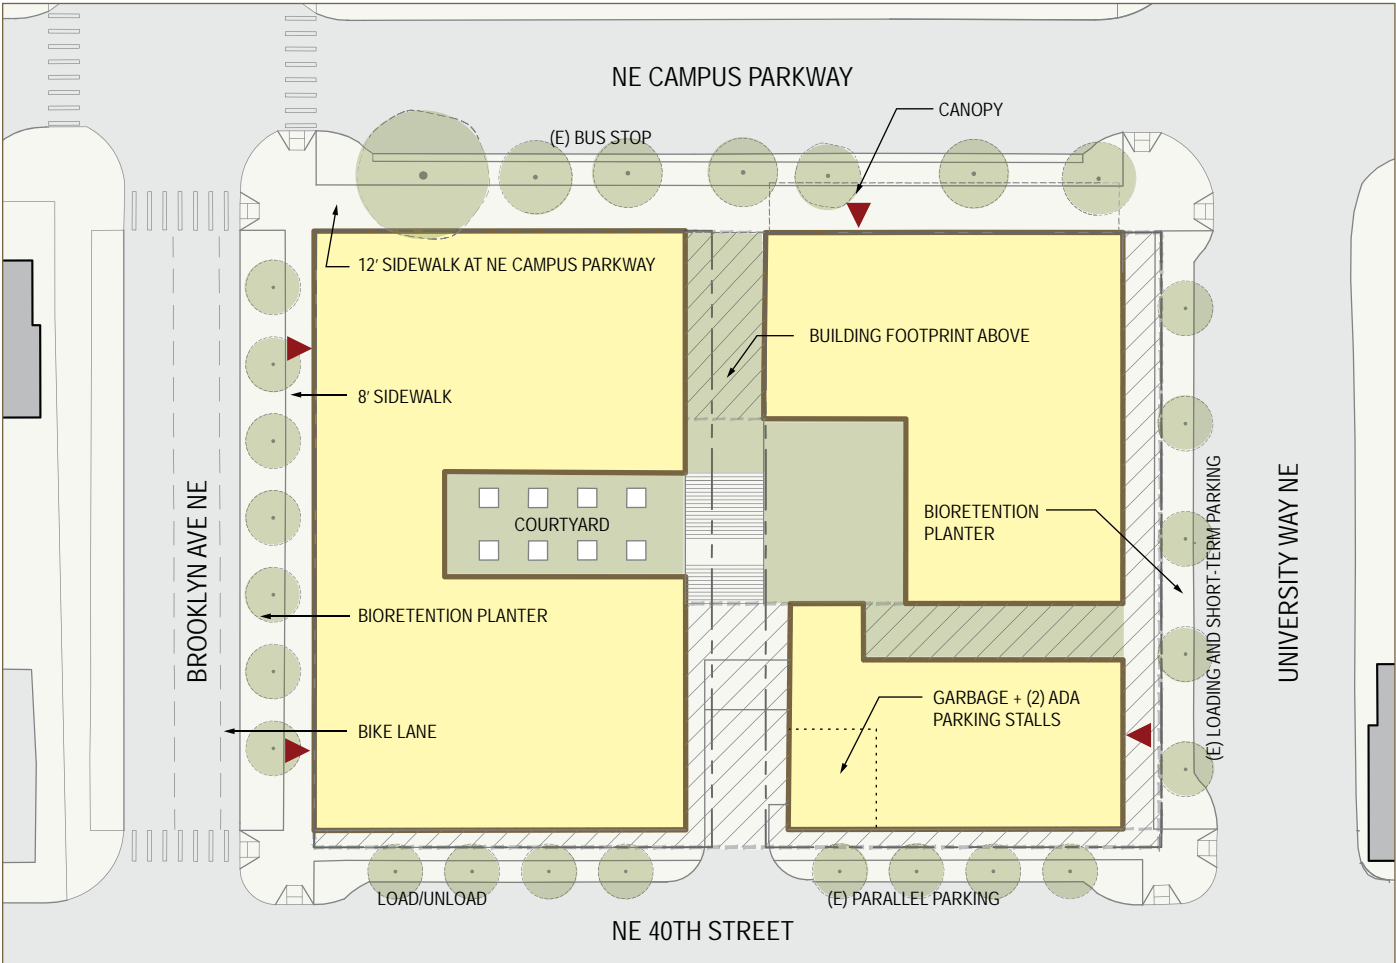 NE CAMPUS PARKWAY
CANOPY
(E) BUS STOP
12' SIDEWALK AT NE CAMPUS PARKWAY
BUILDING FOOTPRINT ABOVE
8' SIDEWALK
BROOKLYN AVE NE
COURTYARD
BIORETENTION
PLANTER
(E) LOADING AND SHORT-TERM PARKING
UNIVERSITY WAY NE
BIORETENTION PLANTER
GARBAGE + (2) ADA
PARKING STALLS
BIKE LANE
LOAD/UNLOAD
(E) PARALLEL PARKING
NE 40TH STREET